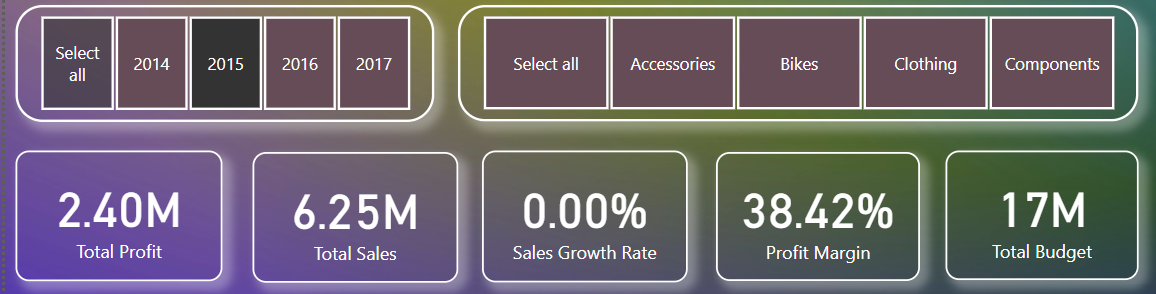 Select all
2014
2015
2016
2017
Select all
Accessories
Bikes
Clothing
Components
2.40M
Total Profit
6.25M
Total Sales
0.00%
Sales Growth Rate
38.42%
Profit Margin
17M
Total Budget